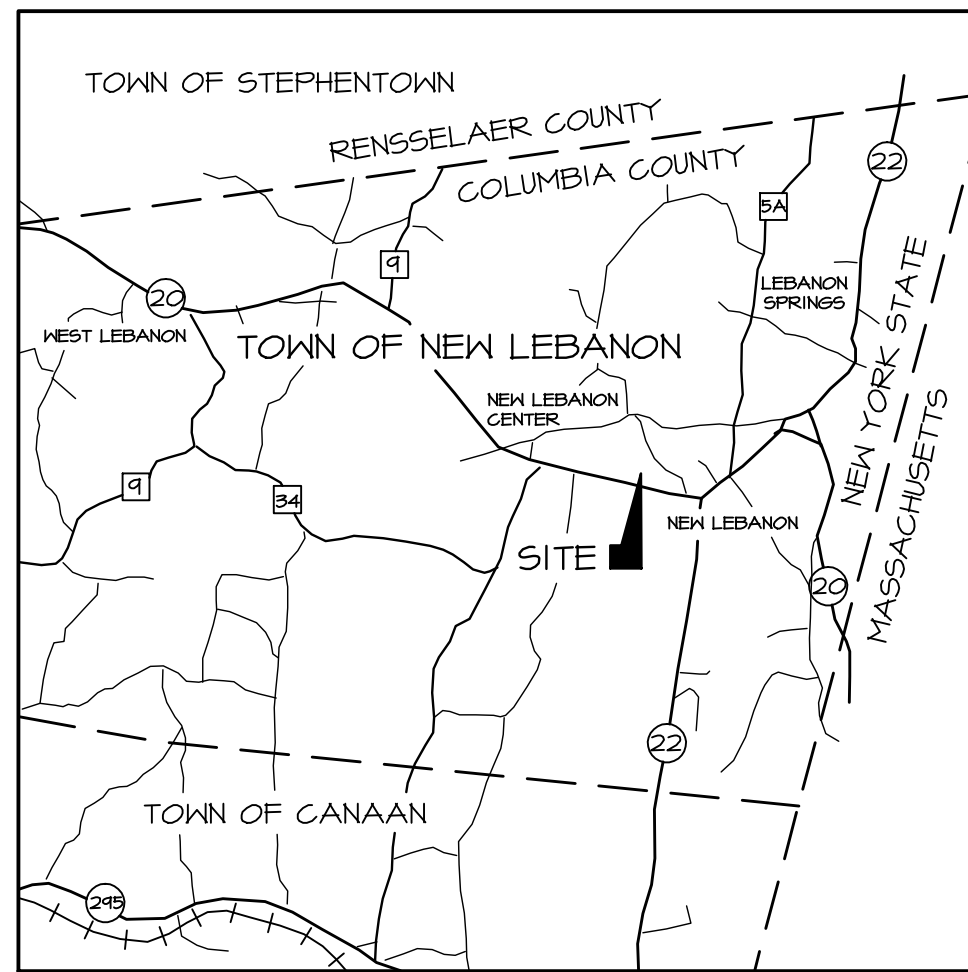 TOWN OF STEPHENTOWN
RENSSELAER COUNTY
COLUMBIA COUNTY
22
5A
9
20
LEBANON
SPRINGS
WEST LEBANON
TOWN OF NEW LEBANON
NEW YORK STATE
MASSACHUSETTS
NEW LEBANON
CENTER
9
34
NEW LEBANON
SITE
20
22
TOWN OF CANAAN
295